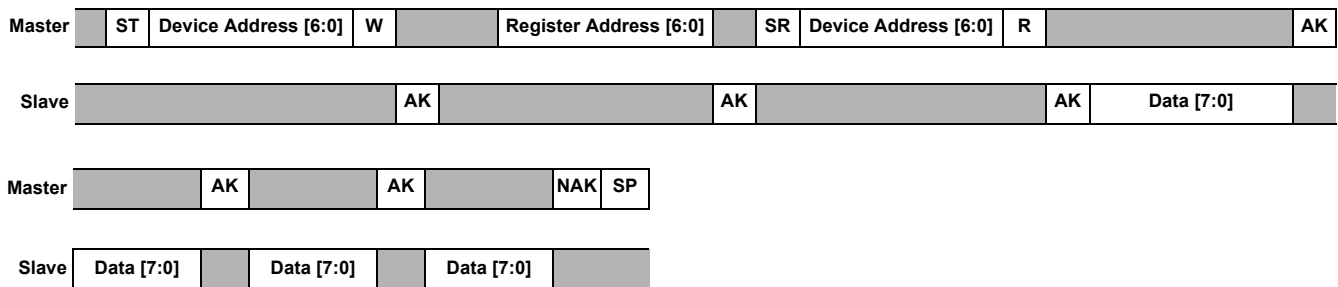 Master ST Device Address [6:0] W Register Address [6:0] SR Device Address [6:0] R AK
Slave AK AK AK Data [7:0]
Master AK AK NAK SP
Slave Data [7:0] Data [7:0] Data [7:0]